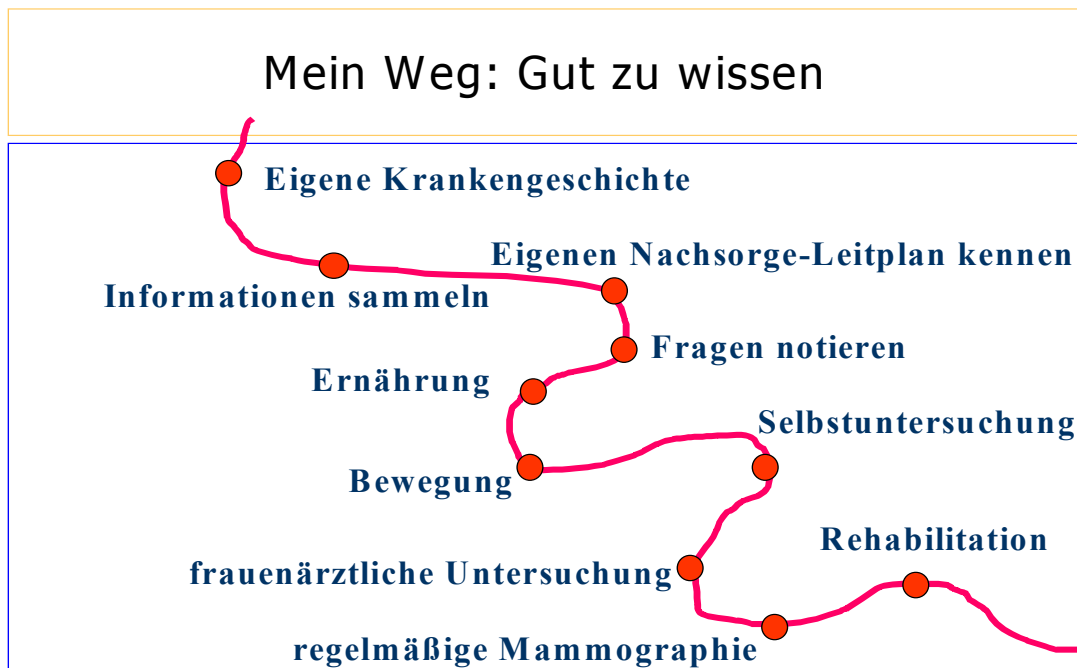 Mein Weg: Gut zu wissen
Eigene Krankengeschichte
Eigenen Nachsorge-Leitplan kennen
Informationen sammeln
Fragen notieren
Ernährung
Selbstuntersuchung
Bewegung
Rehabilitation
frauenärztliche Untersuchung
regelmäßige Mammographie